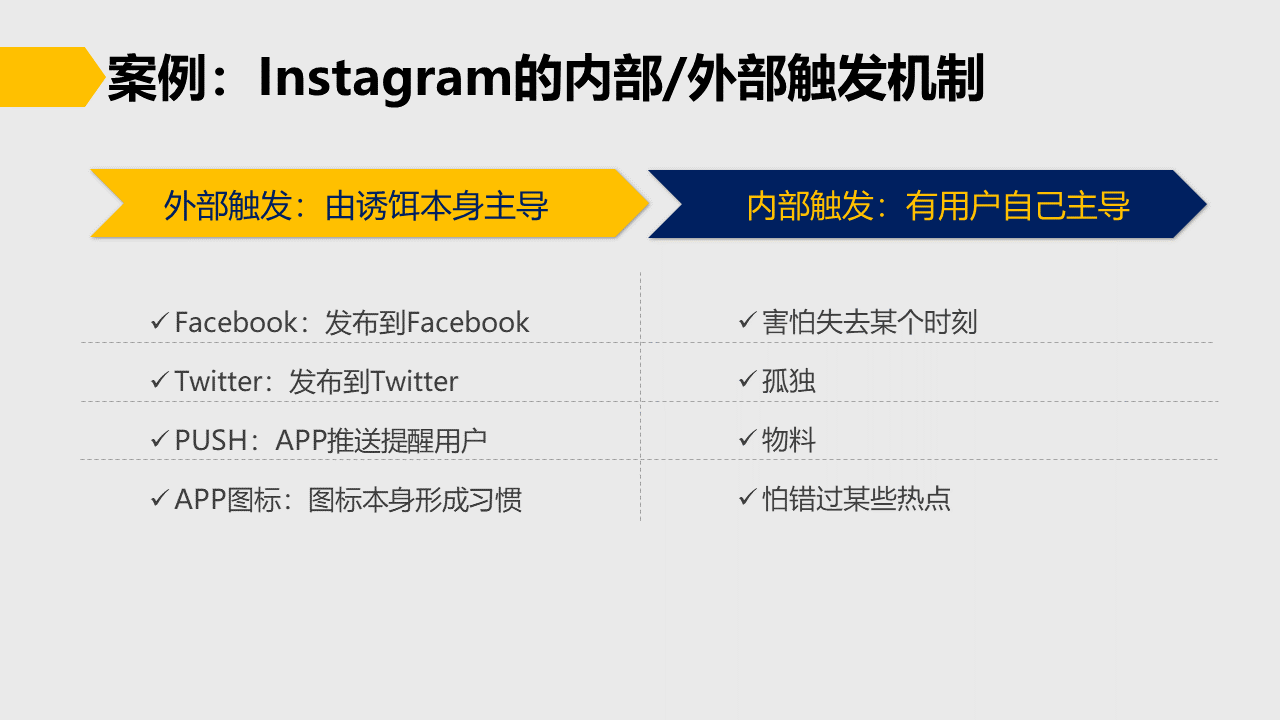 案例：Instagram的内部/外部触发机制
外部触发：由诱饵本身主导
内部触发：有用户自己主导
✓Facebook：发布到Facebook
✓Twitter：发布到Twitter
✓PUSH：APP推送提醒用户
✓APP图标：图标本身形成习惯
✓害怕失去某个时刻
✓孤独
✓物料
✓怕错过某些热点